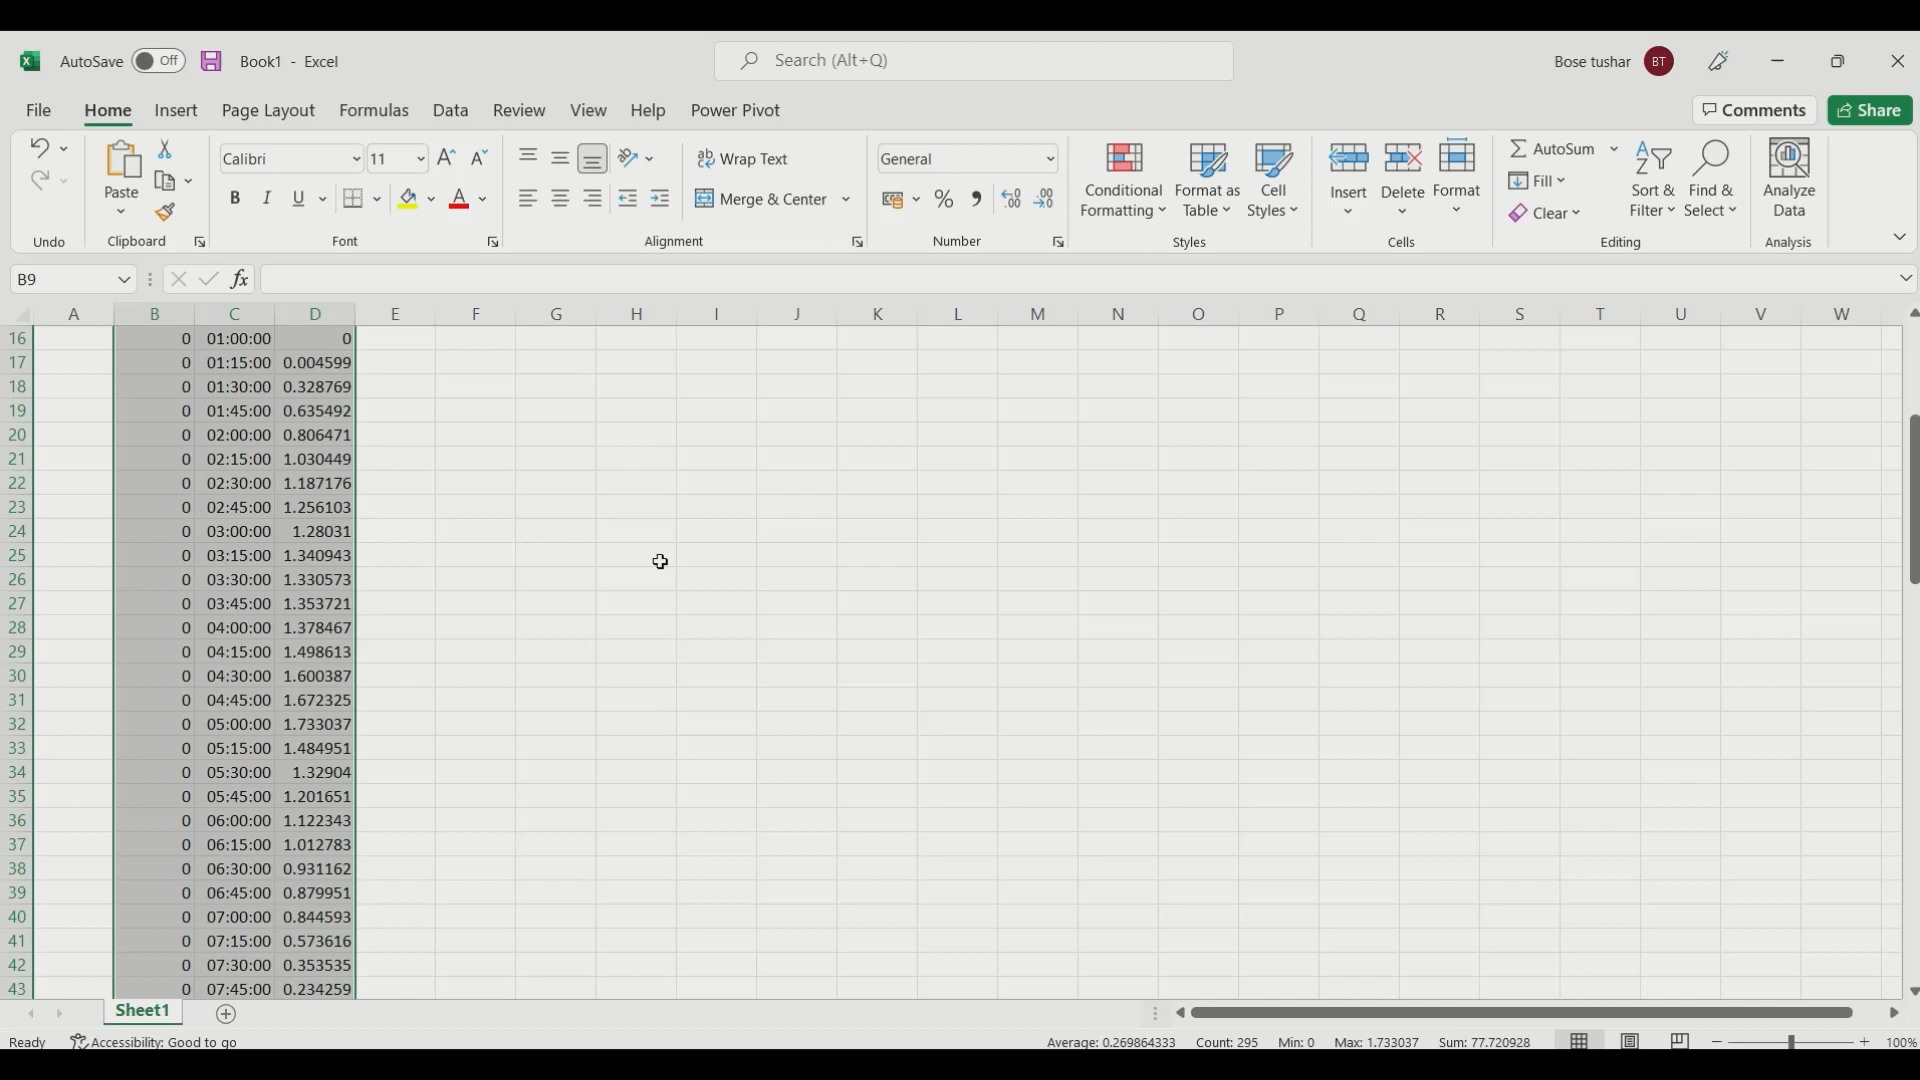 AutoSave Off Book1 - Excel Search (Alt+Q) Bose tushar BT
File Home Insert Page Layout Formulas Data Review View Help Power Pivot Comments Share
Paste Calibri 11 Wrap Text General AutoSum
B I U Merge & Center % Fill
Conditional Formatting Format as Table Cell Styles Insert Delete Format Clear Sort & Filter Find & Select Analyze Data
Undo Clipboard Font Alignment Number Styles Cells Editing Analysis
B9 fx
A B C D E F G H I J K L M N O P Q R S T U V W
16 0 01:00:00 0
17 0 01:15:00 0.004599
18 0 01:30:00 0.328769
19 0 01:45:00 0.635492
20 0 02:00:00 0.806471
21 0 02:15:00 1.030449
22 0 02:30:00 1.187176
23 0 02:45:00 1.256103
24 0 03:00:00 1.28031
25 0 03:15:00 1.340943
26 0 03:30:00 1.330573
27 0 03:45:00 1.353721
28 0 04:00:00 1.378467
29 0 04:15:00 1.498613
30 0 04:30:00 1.600387
31 0 04:45:00 1.672325
32 0 05:00:00 1.733037
33 0 05:15:00 1.484951
34 0 05:30:00 1.32904
35 0 05:45:00 1.201651
36 0 06:00:00 1.122343
37 0 06:15:00 1.012783
38 0 06:30:00 0.931162
39 0 06:45:00 0.879951
40 0 07:00:00 0.844593
41 0 07:15:00 0.573616
42 0 07:30:00 0.353535
43 0 07:45:00 0.234259
Sheet1
Ready Accessibility: Good to go Average: 0.269864333 Count: 295 Min: 0 Max: 1.733037 Sum: 77.720928 100%